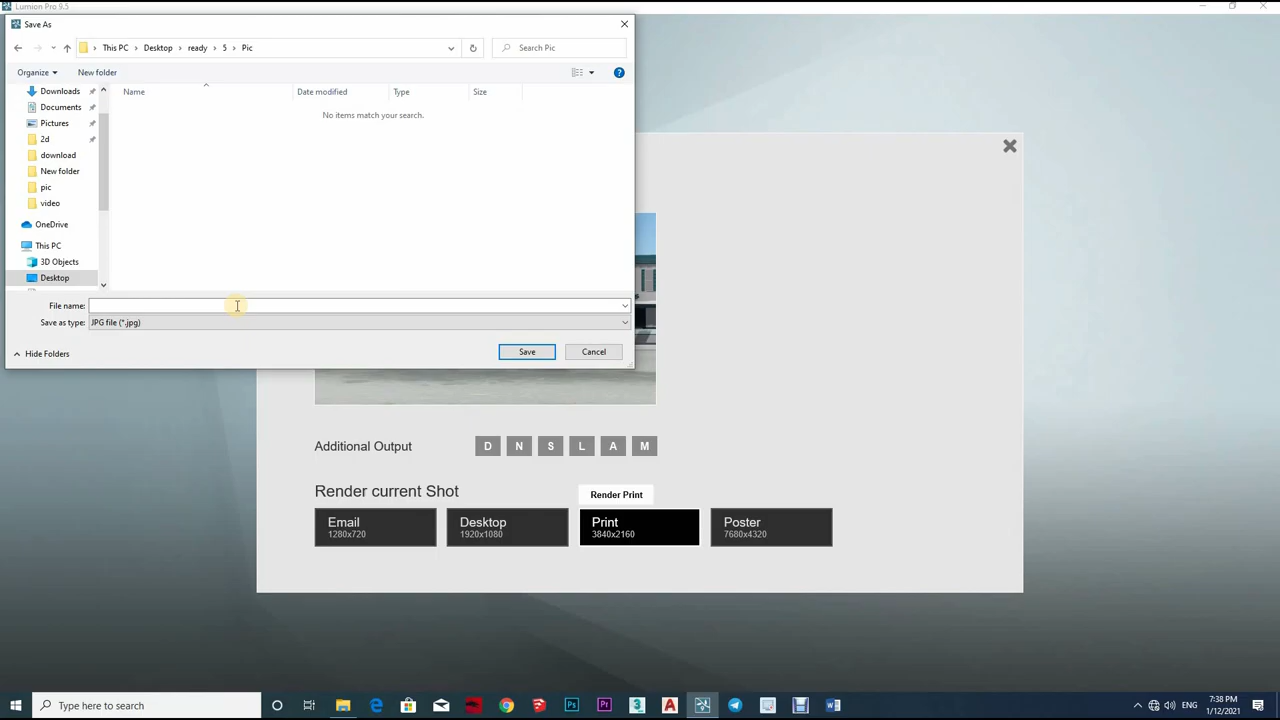 Lumion Pro 9.5
Save As
This PC > Desktop > ready > 5 > Pic
Search Pic
Organize
New folder
Name
Date modified
Type
Size
No items match your search.
Downloads
Documents
Pictures
2d
download
New folder
pic
video
OneDrive
This PC
3D Objects
Desktop
File name:
Save as type:
JPG file (*.jpg)
Hide Folders
Save
Cancel
Additional Output
D
N
S
L
A
M
Render current Shot
Render Print
Email
1280x720
Desktop
1920x1080
Print
3840x2160
Poster
7680x4320
Type here to search
ENG
7:38 PM
1/12/2021